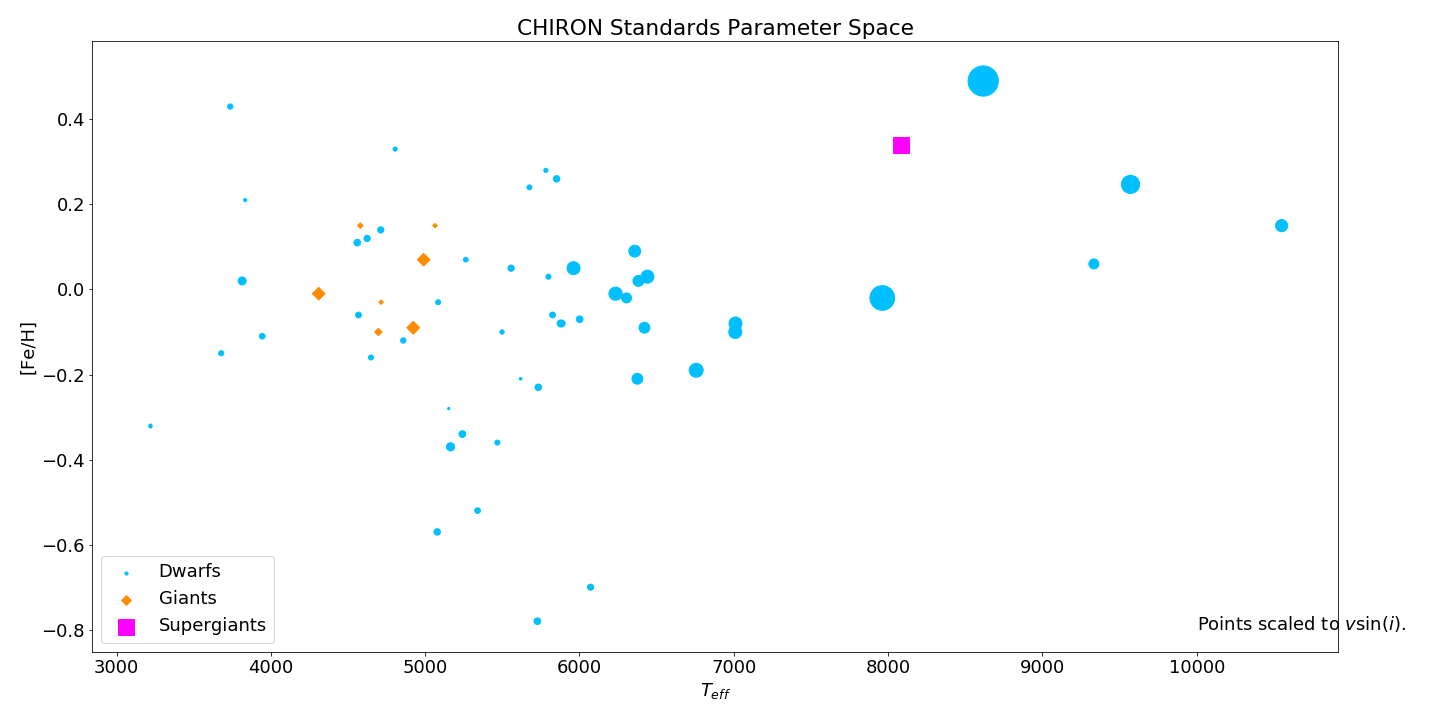 CHIRON Standards Parameter Space
[Fe/H]
0.4
0.2
0.0
−0.2
−0.4
−0.6
−0.8
Dwarfs
Giants
Supergiants
Points scaled to vsin(i).
3000 4000 5000 6000 7000 8000 9000 10000
T_eff